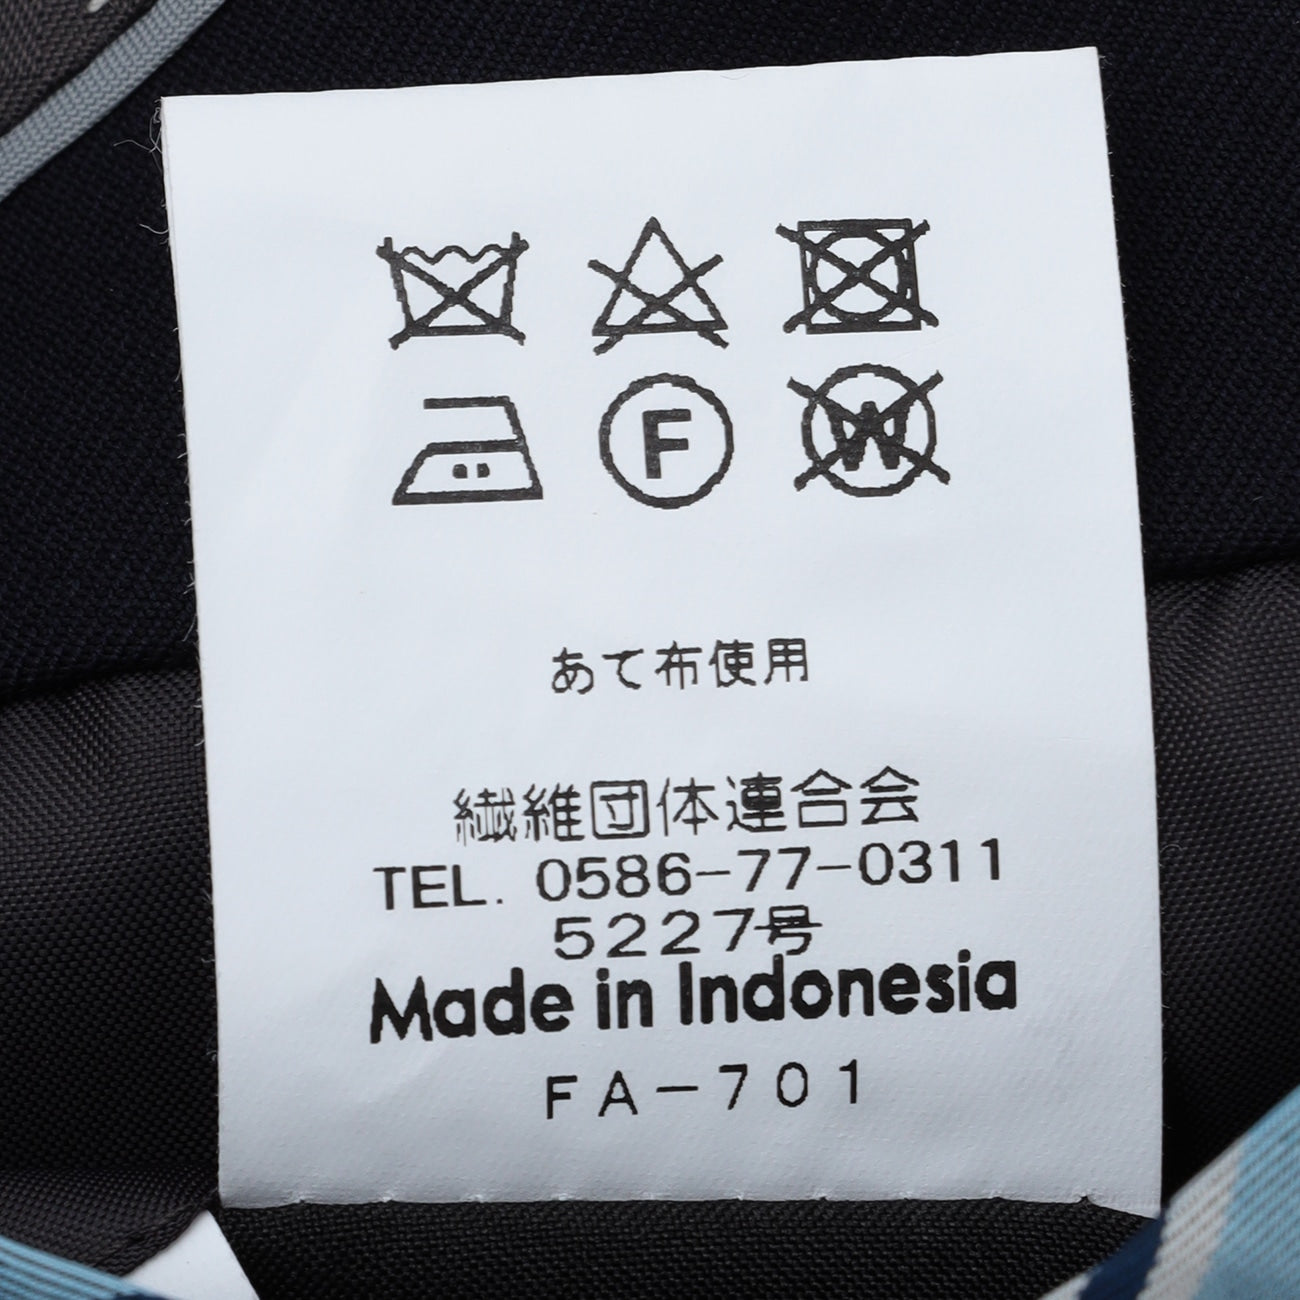 F W
あて布使用
繊維団体連合会
TEL. 0586-77-0311
5227号
Made in Indonesia
FA-701